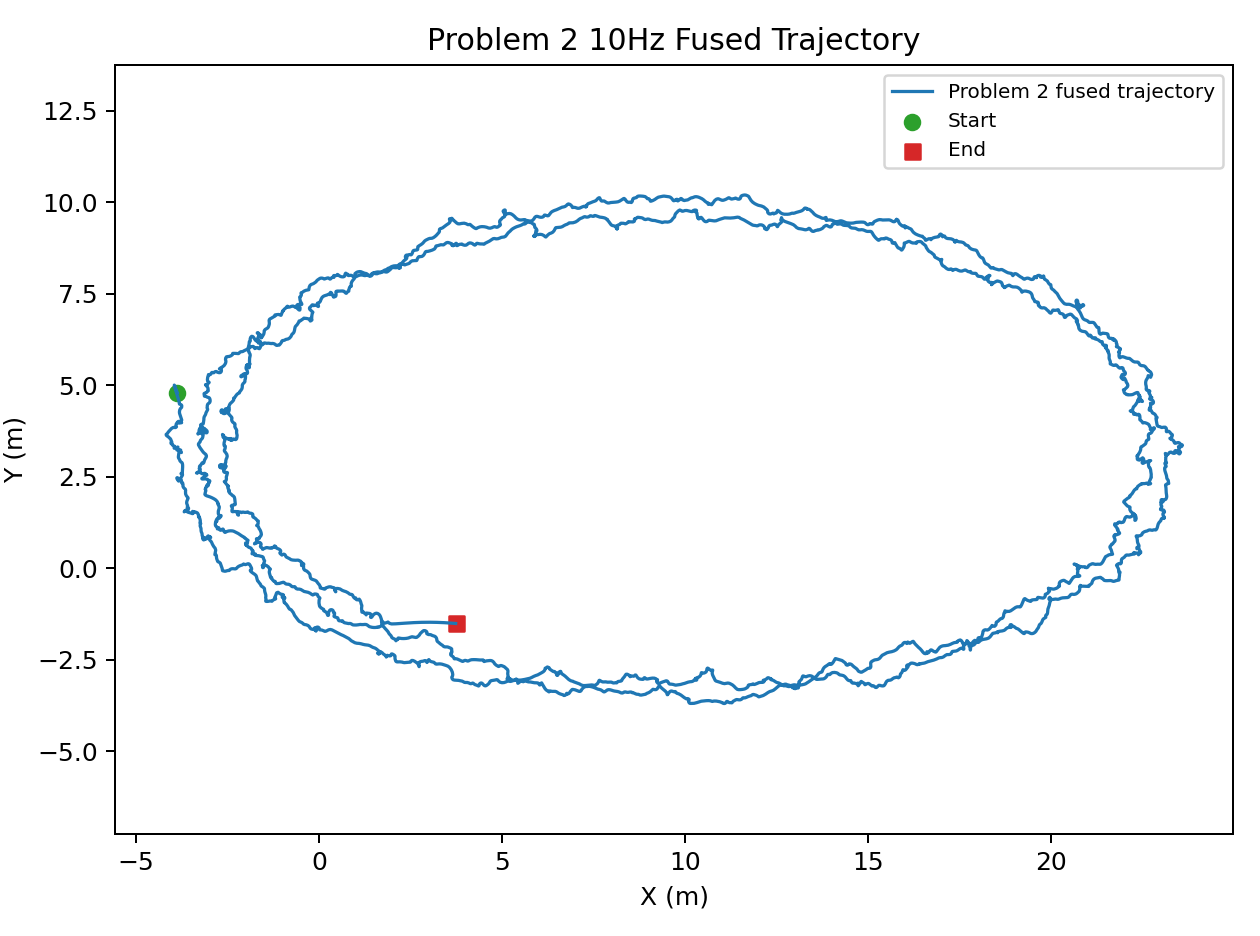 Problem 2 10Hz Fused Trajectory
Problem 2 fused trajectory
Start
End
12.5
10.0
7.5
5.0
2.5
0.0
−2.5
−5.0
Y (m)
−5
0
5
10
15
20
X (m)